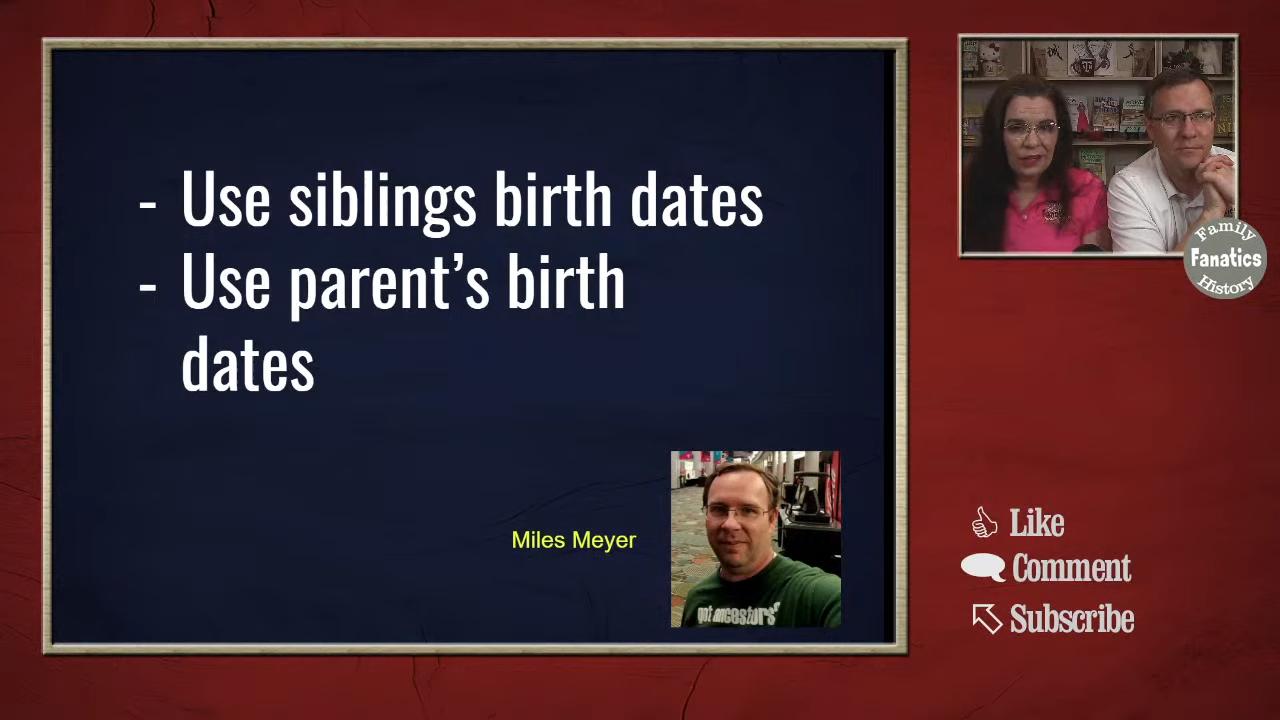 - Use siblings birth dates
- Use parent's birth
dates
Miles Meyer
got ancestors
Family
Fanatics
History
Like
Comment
Subscribe